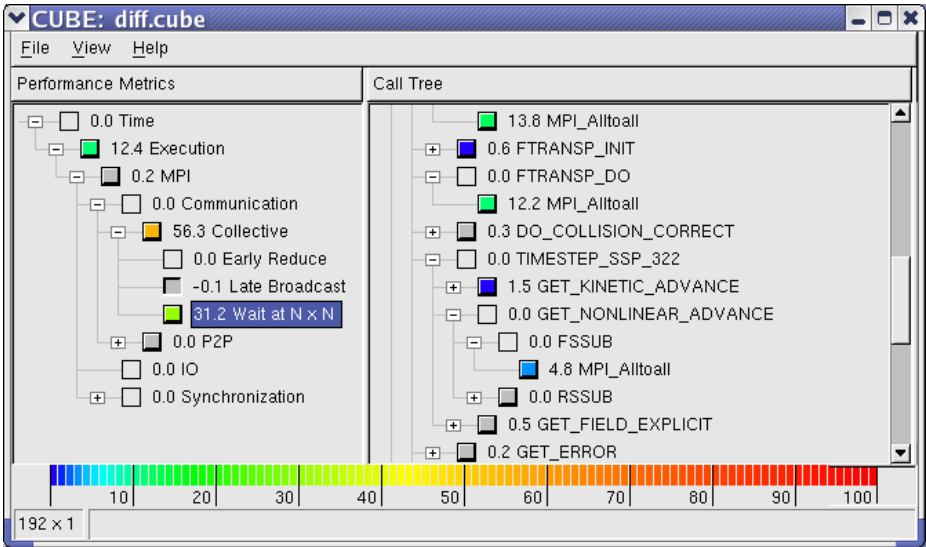 CUBE: diff.cube
File View Help
Performance Metrics
0.0 Time
12.4 Execution
0.2 MPI
0.0 Communication
56.3 Collective
0.0 Early Reduce
-0.1 Late Broadcast
31.2 Wait at N x N
0.0 P2P
0.0 IO
0.0 Synchronization
Call Tree
13.8 MPI_Alltoall
0.6 FTRANSP_INIT
0.0 FTRANSP_DO
12.2 MPI_Alltoall
0.3 DO_COLLISION_CORRECT
0.0 TIMESTEP_SSP_322
1.5 GET_KINETIC_ADVANCE
0.0 GET_NONLINEAR_ADVANCE
0.0 FSSUB
4.8 MPI_Alltoall
0.0 RSSUB
0.5 GET_FIELD_EXPLICIT
0.2 GET_ERROR
10 20 30 40 50 60 70 80 90 100
192 x 1